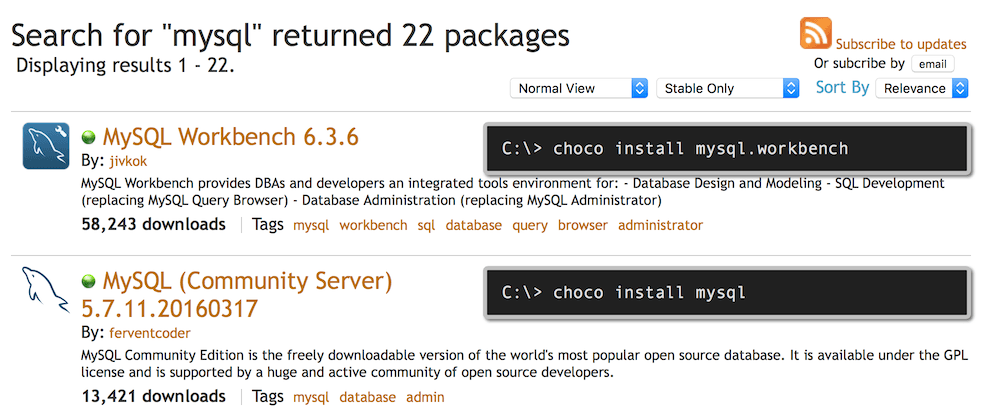 Search for "mysql" returned 22 packages
Displaying results 1 - 22.
Subscribe to updates
Or subcribe by email
Normal View Stable Only Sort By Relevance
MySQL Workbench 6.3.6
C:\> choco install mysql.workbench
By: jivkok
MySQL Workbench provides DBAs and developers an integrated tools environment for: - Database Design and Modeling - SQL Development
(replacing MySQL Query Browser) - Database Administration (replacing MySQL Administrator)
58,243 downloads Tags mysql workbench sql database query browser administrator
MySQL (Community Server)
5.7.11.20160317
C:\> choco install mysql
By: ferventcoder
MySQL Community Edition is the freely downloadable version of the world's most popular open source database. It is available under the GPL
license and is supported by a huge and active community of open source developers.
13,421 downloads Tags mysql database admin